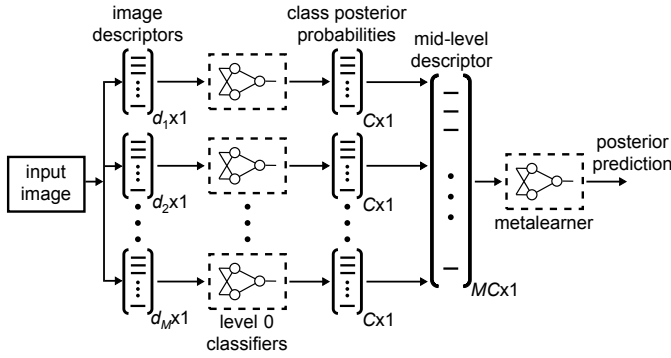 image
descriptors
class posterior
probabilities
mid-level
descriptor
d₁x1
Cx1
input
image
d₂x1
Cx1
posterior
prediction
metalearner
d_Mx1
Cx1
MCx1
level 0
classifiers